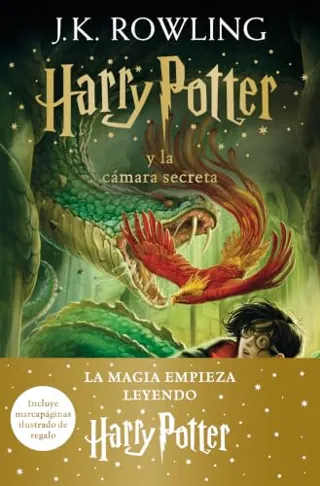 J.K. ROWLING
Harry Potter
y la
cámara secreta
LA MAGIA EMPIEZA
LEYENDO
Harry Potter
Incluye
marcapáginas
ilustrado de
regalo